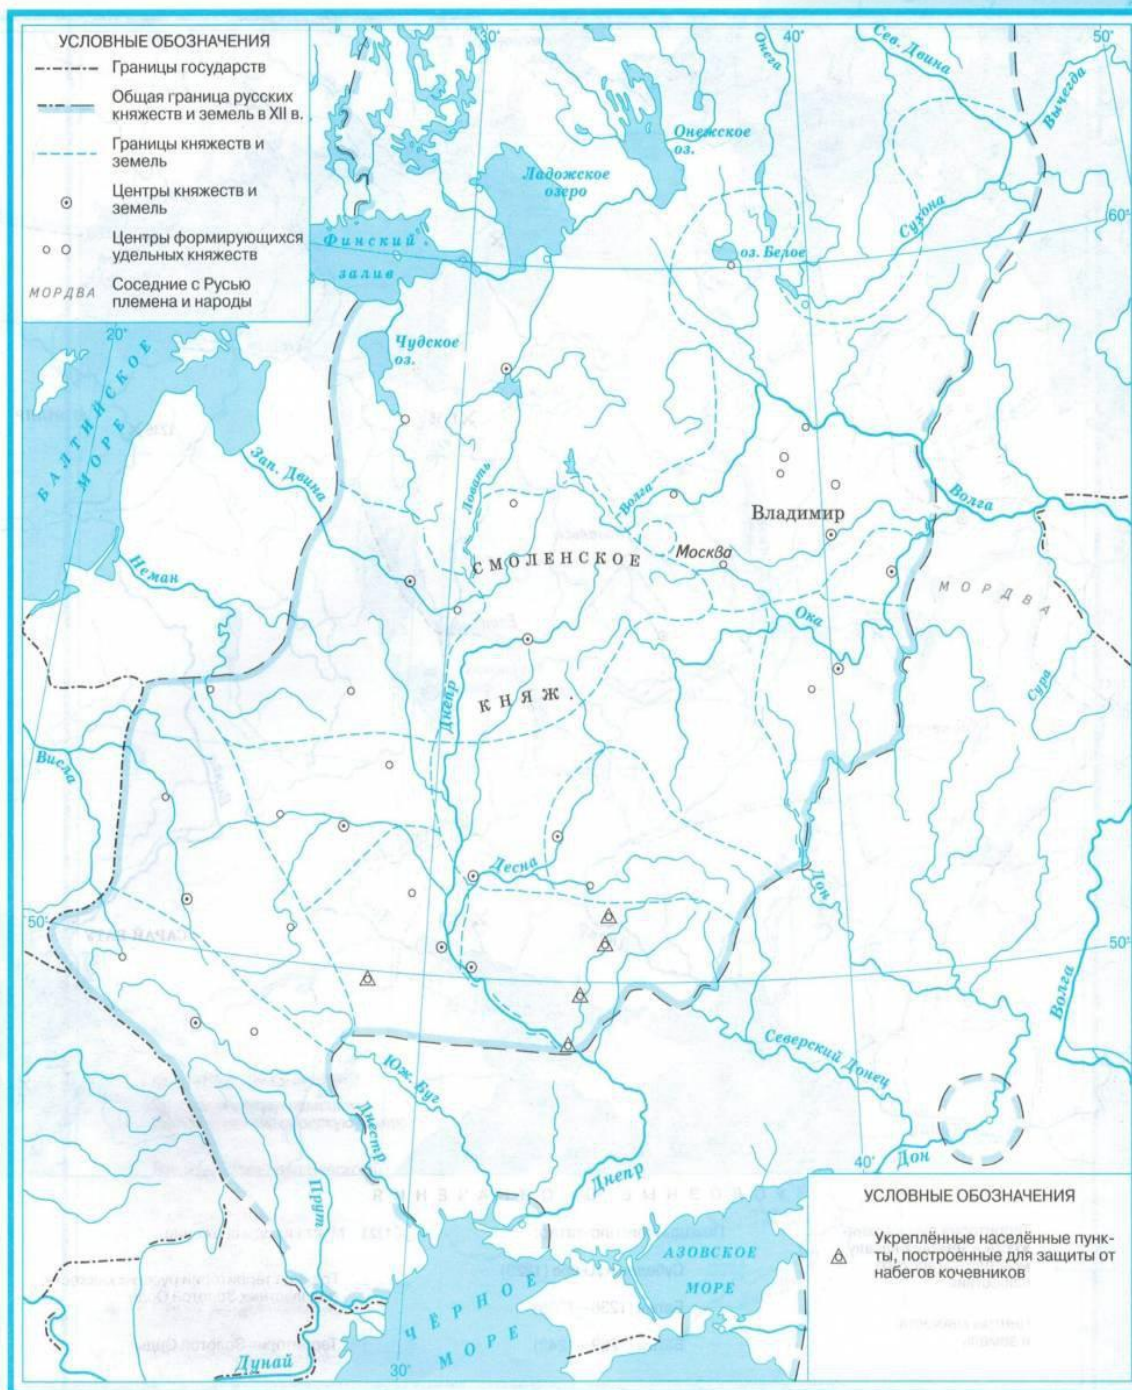 УСЛОВНЫЕ ОБОЗНАЧЕНИЯ
Границы государств
Общая граница русских
княжеств и земель в XII в.
Границы княжеств и
земель
Центры княжеств и
земель
Центры формирующихся
удельных княжеств
МОРДВА
Соседние с Русью
племена и народы
30°
40°
50°
Онега
Сев. Двина
Вычегда
Онежское
оз.
Ладожское
озеро
Сухона
60°
Финский
залив
оз. Белое
20°
Чудское
оз.
БАЛТИЙСКОЕ
МОРЕ
Зап. Двина
Ловать
Волга
Владимир
Волга
Неман
СМОЛЕНСКОЕ
Москва
МОРДВА
Ока
Сура
Днепр
КНЯЖ.
Висла
Десна
Дон
50°
50°
Волга
Северский Донец
Юж. Буг
Днестр
Прут
Днепр
40°
Дон
АЗОВСКОЕ
МОРЕ
ЧЁРНОЕ
МОРЕ
Дунай
30°
УСЛОВНЫЕ ОБОЗНАЧЕНИЯ
Укреплённые населённые пунк-
ты, построенные для защиты от
набегов кочевников